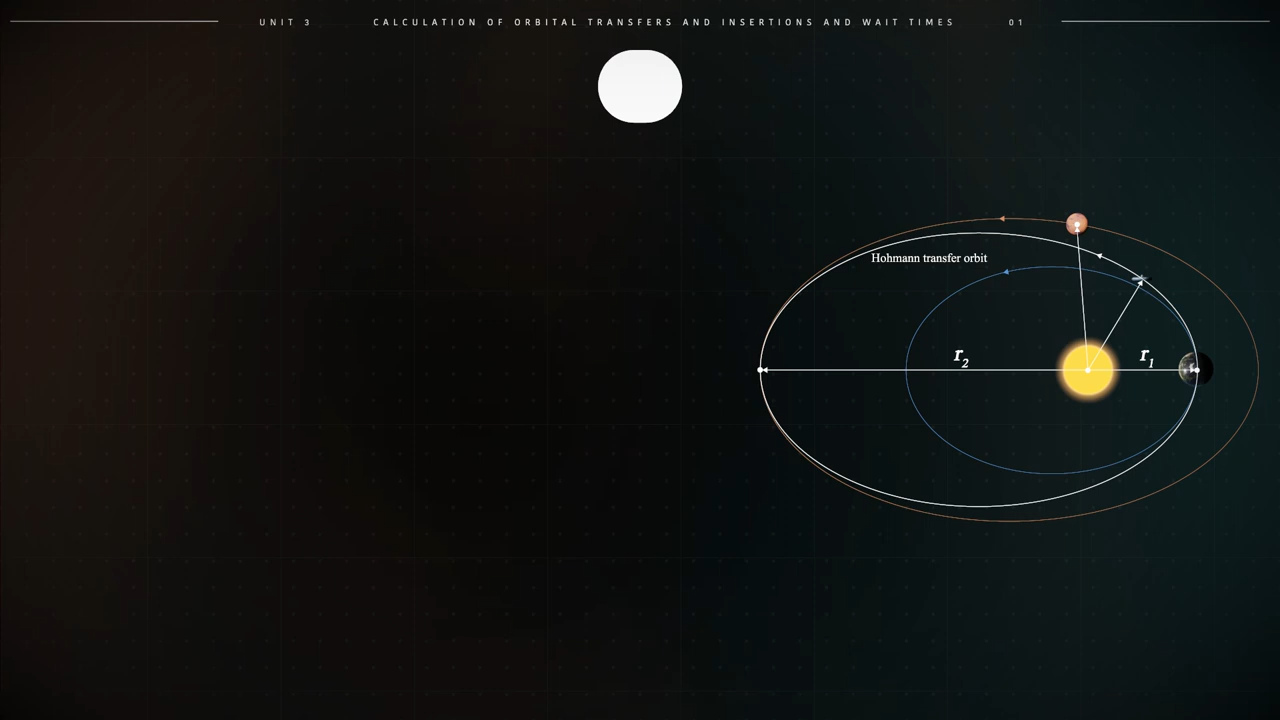 UNIT 3 CALCULATION OF ORBITAL TRANSFERS AND INSERTIONS AND WAIT TIMES 01
Hohmann transfer orbit
r2 r1